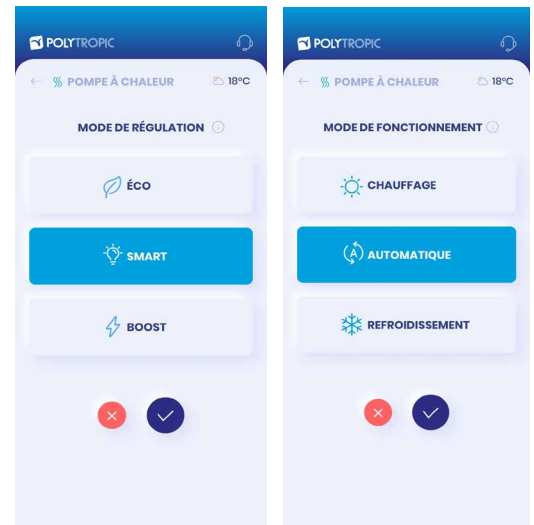 POLYTROPIC
POMPE À CHALEUR 18°C
MODE DE RÉGULATION
ÉCO
SMART
BOOST
POLYTROPIC
POMPE À CHALEUR 18°C
MODE DE FONCTIONNEMENT
CHAUFFAGE
A AUTOMATIQUE
REFROIDISSEMENT